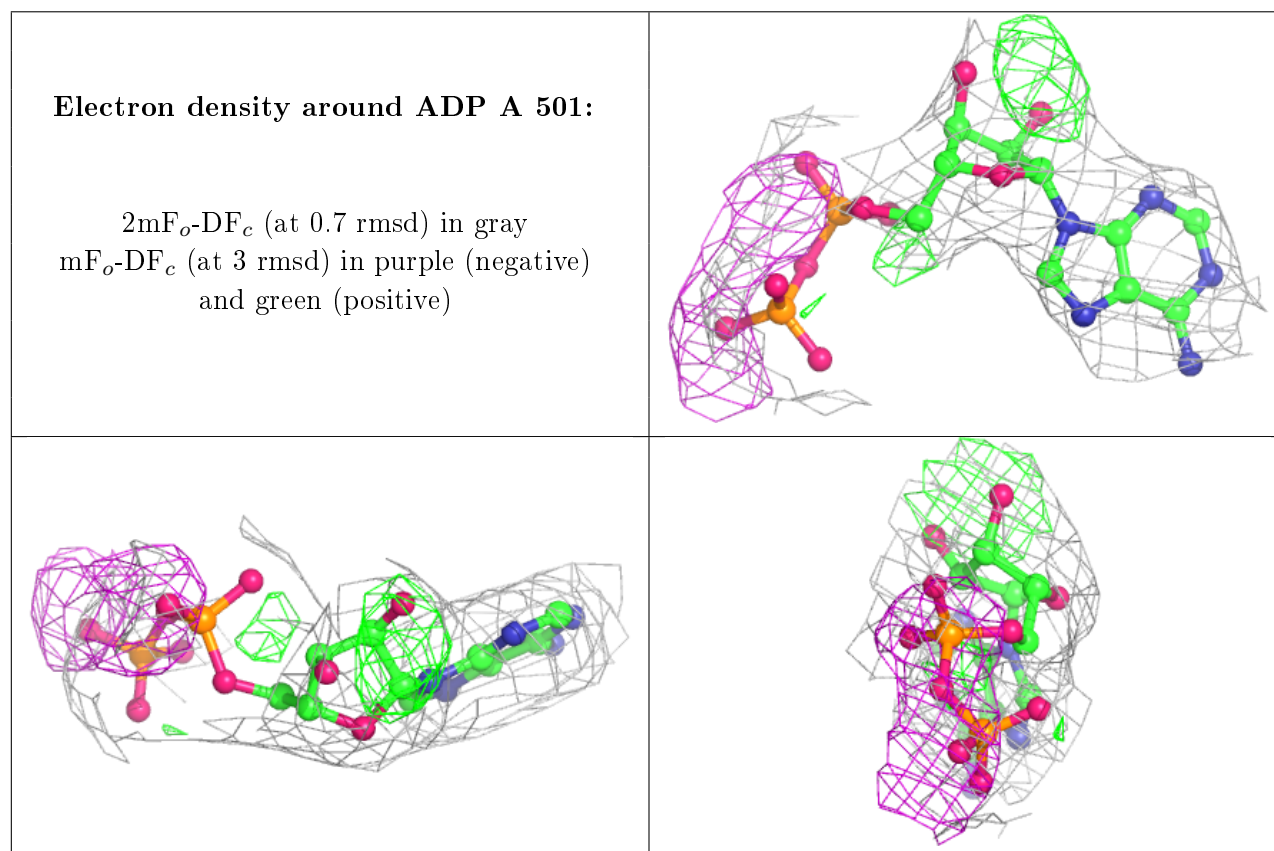 Electron density around ADP A 501:
2mFₒ-DF𝒸 (at 0.7 rmsd) in gray
mFₒ-DF𝒸 (at 3 rmsd) in purple (negative)
and green (positive)